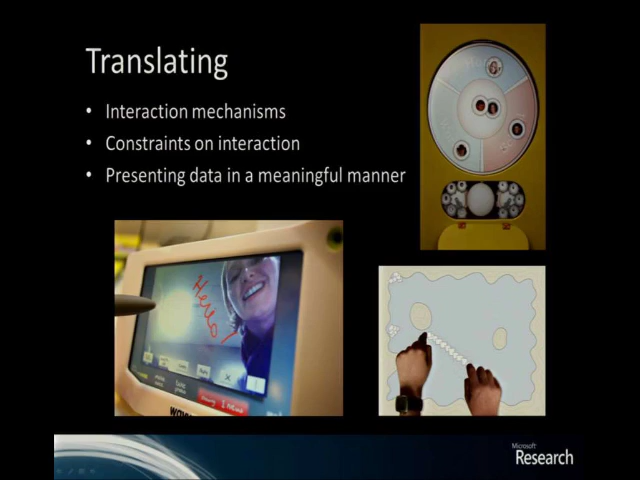 Translating
• Interaction mechanisms
• Constraints on interaction
• Presenting data in a meaningful manner
Hello!
Microsoft
Research